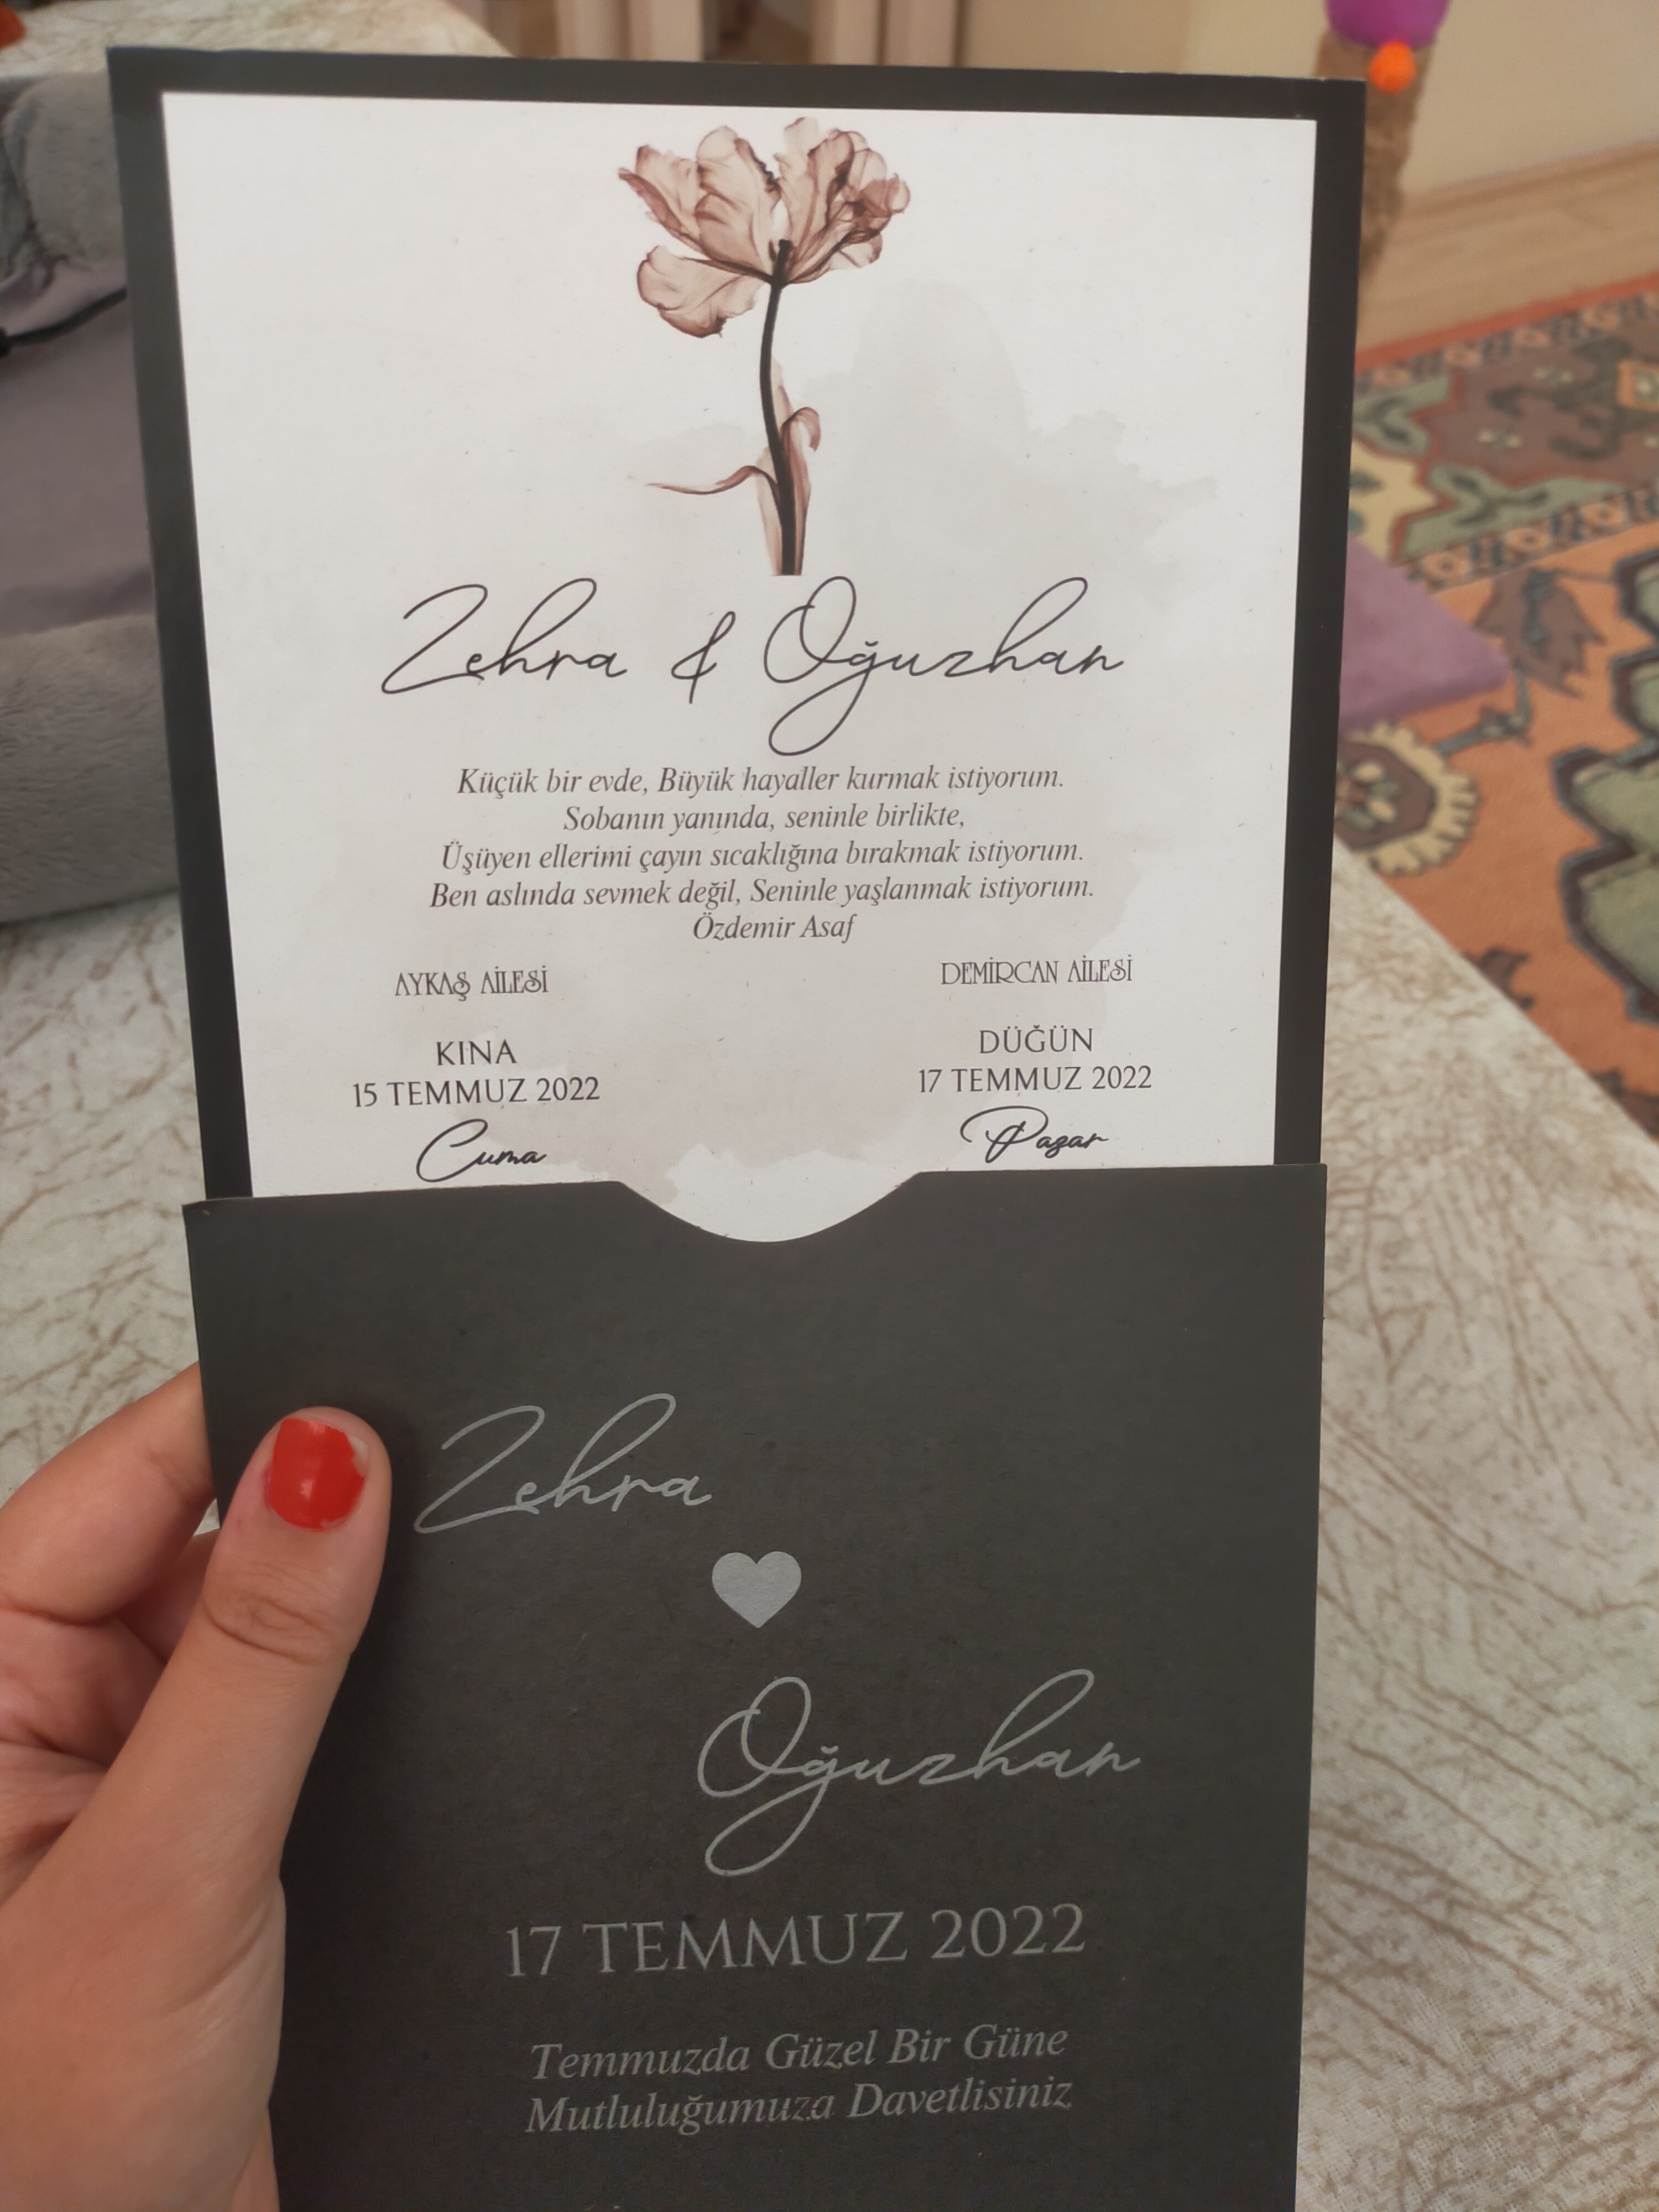 Zehra & Oğuzhan
Küçük bir evde, Büyük hayaller kurmak istiyorum.
Sobanın yanında, seninle birlikte,
Üşüyen ellerimi çayın sıcaklığına bırakmak istiyorum.
Ben aslında sevmek değil, Seninle yaşlanmak istiyorum.
Özdemir Asaf
AYKAŞ AİLESİ
DEMİRCAN AİLESİ
KINA
15 TEMMUZ 2022
Cuma
DÜĞÜN
17 TEMMUZ 2022
Pazar
Zehra
Oğuzhan
17 TEMMUZ 2022
Temmuzda Güzel Bir Güne
Mutluluğumuza Davetlisiniz